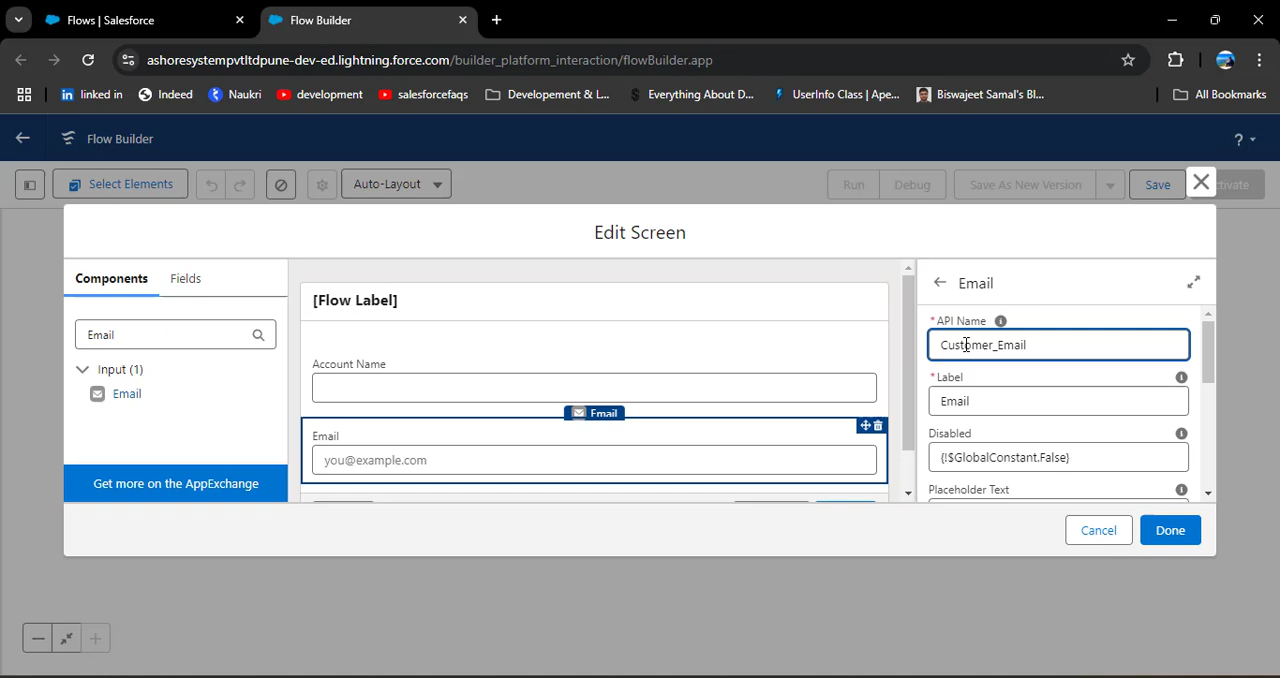 Flows | Salesforce
Flow Builder
ashoresystempvtltdpune-dev-ed.lightning.force.com/builder_platform_interaction/flowBuilder.app
linked in
Indeed
Naukri
development
salesforcefaqs
Developement & L...
Everything About D...
UserInfo Class | Ape...
Biswajeet Samal's Bl...
All Bookmarks
Flow Builder
?
Select Elements
Auto-Layout
Run
Debug
Save As New Version
Save
ctivate
Edit Screen
Components
Fields
Email
Input (1)
Email
Get more on the AppExchange
[Flow Label]
Account Name
Email
Email
you@example.com
Email
* API Name
Customer_Email
* Label
Email
Disabled
{!$GlobalConstant.False}
Placeholder Text
Cancel
Done